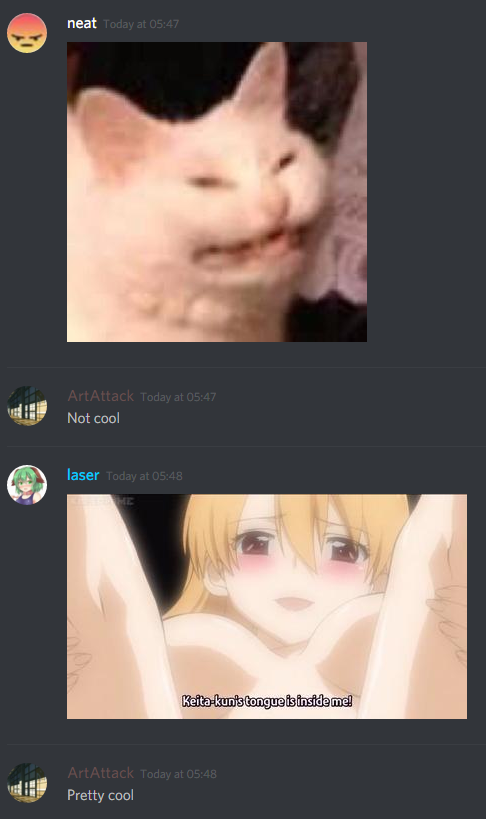 neat Today at 05:47
ArtAttack Today at 05:47
Not cool
laser Today at 05:48
Keita-kun's tongue is inside me!
ArtAttack Today at 05:48
Pretty cool